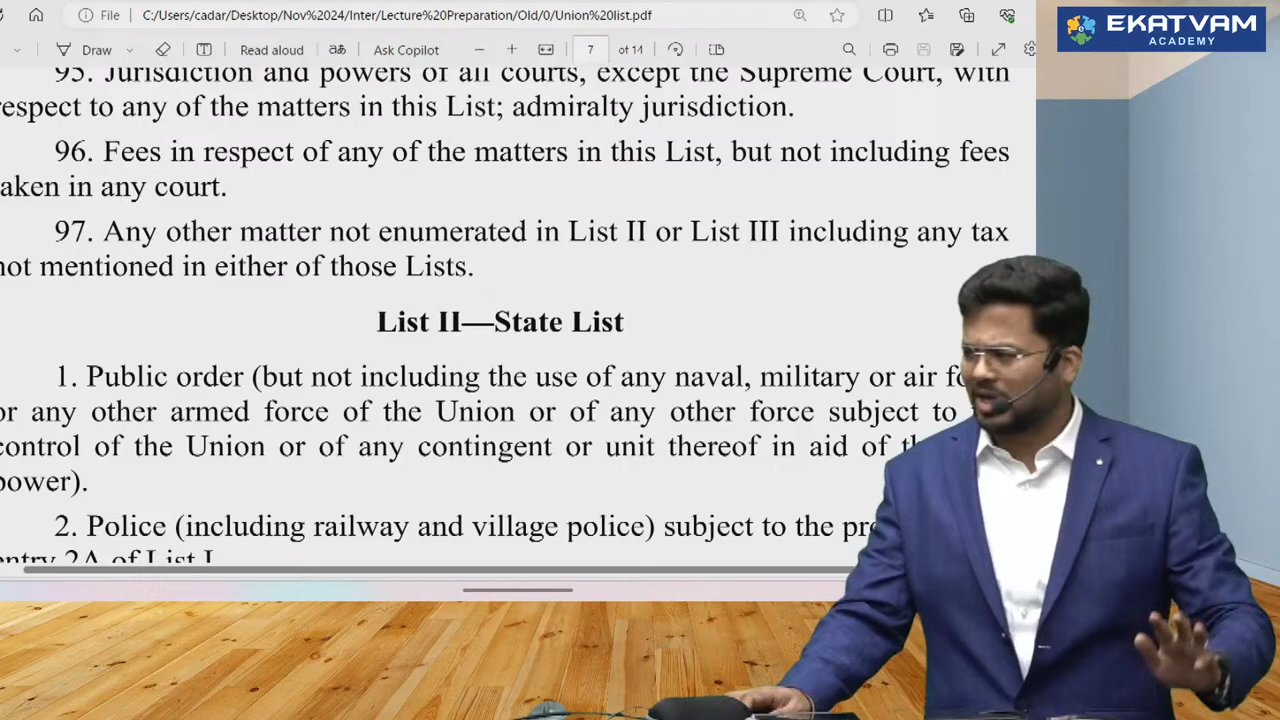 File
C:/Users/cadar/Desktop/Nov%2024/Inter/Lecture%20Preparation/Old/0/Union%20list.pdf
EKATVAM
ACADEMY
Draw
Read aloud
Ask Copilot
7
of 14
95. Jurisdiction and powers of all courts, except the Supreme Court, with
respect to any of the matters in this List; admiralty jurisdiction.
96. Fees in respect of any of the matters in this List, but not including fees
aken in any court.
97. Any other matter not enumerated in List II or List III including any tax
not mentioned in either of those Lists.
List II—State List
1. Public order (but not including the use of any naval, military or air fo
or any other armed force of the Union or of any other force subject to
control of the Union or of any contingent or unit thereof in aid of th
power).
2. Police (including railway and village police) subject to the pro
entry 2A of List I